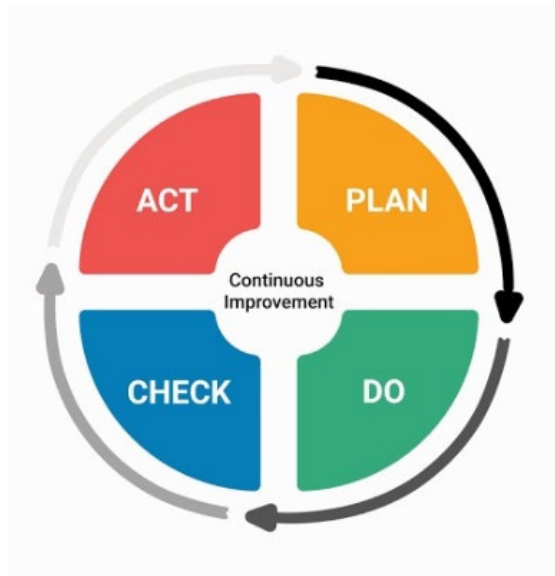 ACT
PLAN
Continuous
Improvement
CHECK
DO